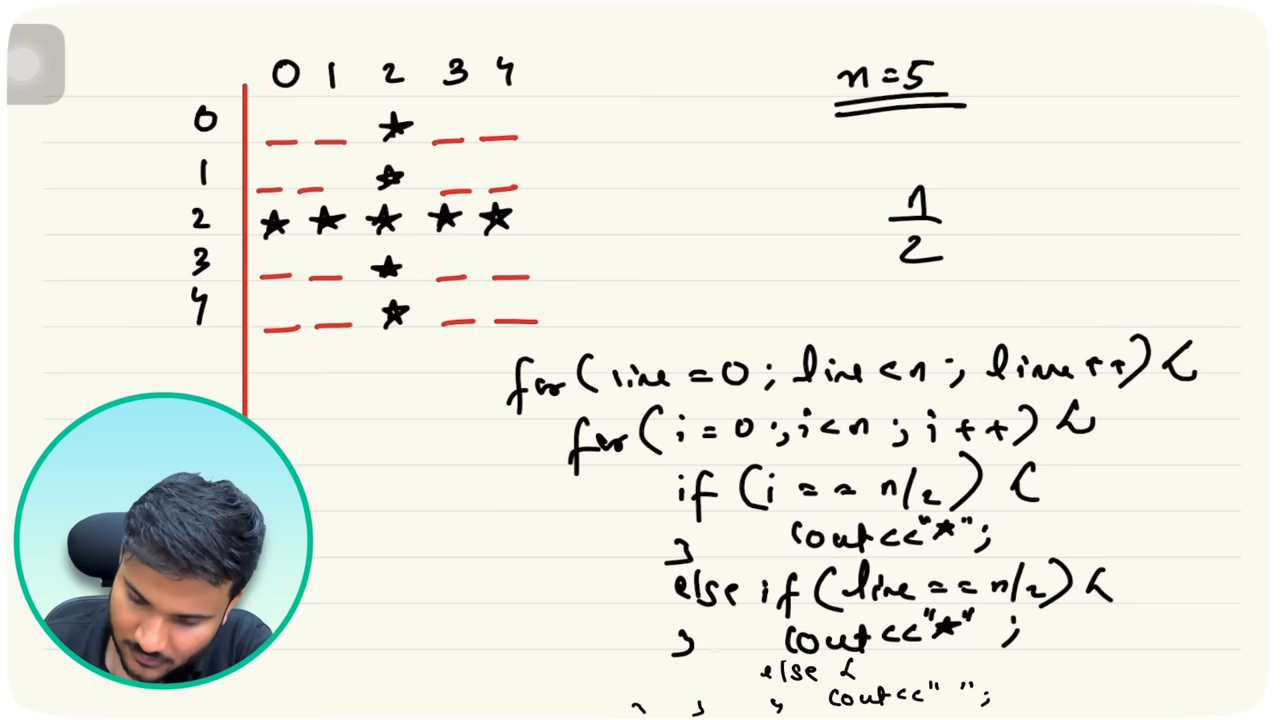 0 1 2 3 4
n=5
0 _ _ ★ _ _
1 _ _ ★ _ _
2 ★ ★ ★ ★ ★
3 _ _ ★ _ _
4 _ _ ★ _ _
n
2
for(line=0; line<n; line++){
for(i=0; i<n; i++){
if(i==n/2){
cout<<"★";
}
else if(line==n/2){
cout<<"★";
}
else{
cout<<" ";
} } }